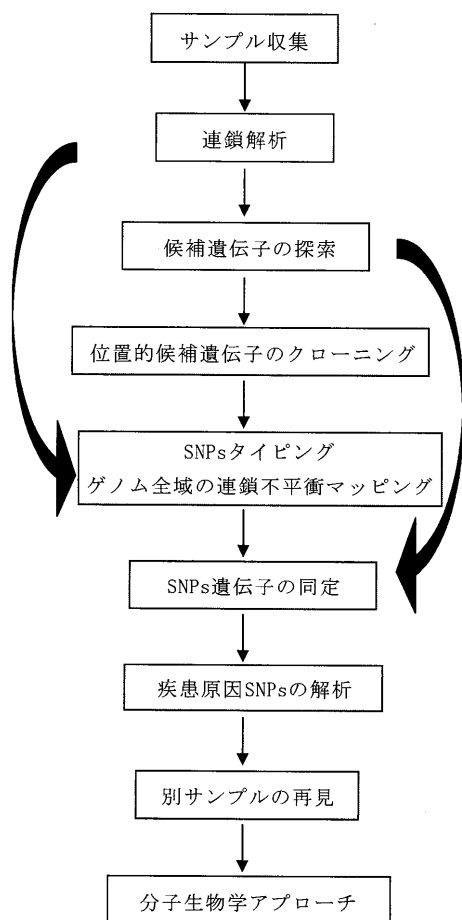 サンプル収集
連鎖解析
候補遺伝子の探索
位置的候補遺伝子のクローニング
SNPsタイピング
ゲノム全域の連鎖不平衡マッピング
SNPs遺伝子の同定
疾患原因SNPsの解析
別サンプルの再見
分子生物学アプローチ